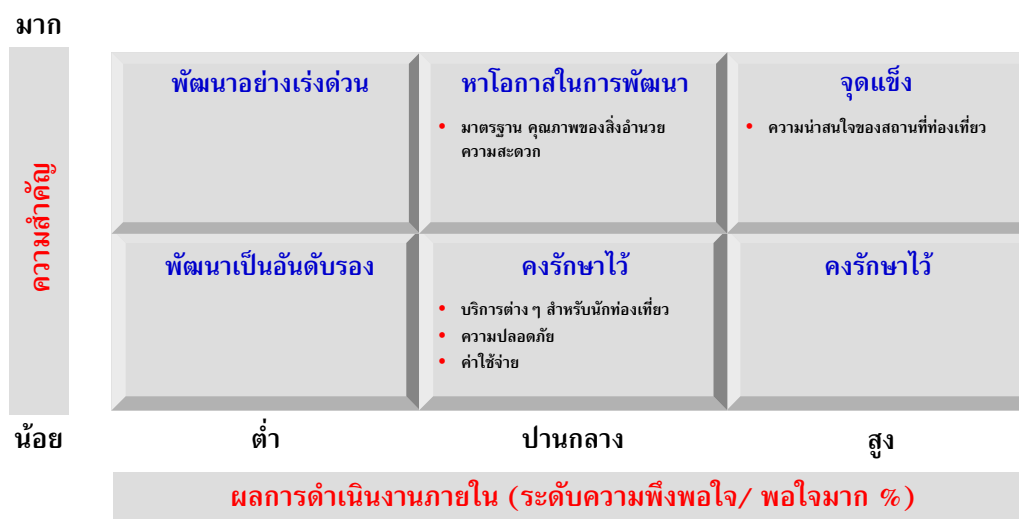 มาก
พัฒนาอย่างเร่งด่วน
หาโอกาสในการพัฒนา
• มาตรฐาน คุณภาพของสิ่งอำนวย
ความสะดวก
จุดแข็ง
• ความน่าสนใจของสถานที่ท่องเที่ยว
ความสำคัญ
พัฒนาเป็นอันดับรอง
คงรักษาไว้
• บริการต่าง ๆ สำหรับนักท่องเที่ยว
• ความปลอดภัย
• ค่าใช้จ่าย
คงรักษาไว้
น้อย
ต่ำ
ปานกลาง
สูง
ผลการดำเนินงานภายใน (ระดับความพึงพอใจ/ พอใจมาก %)